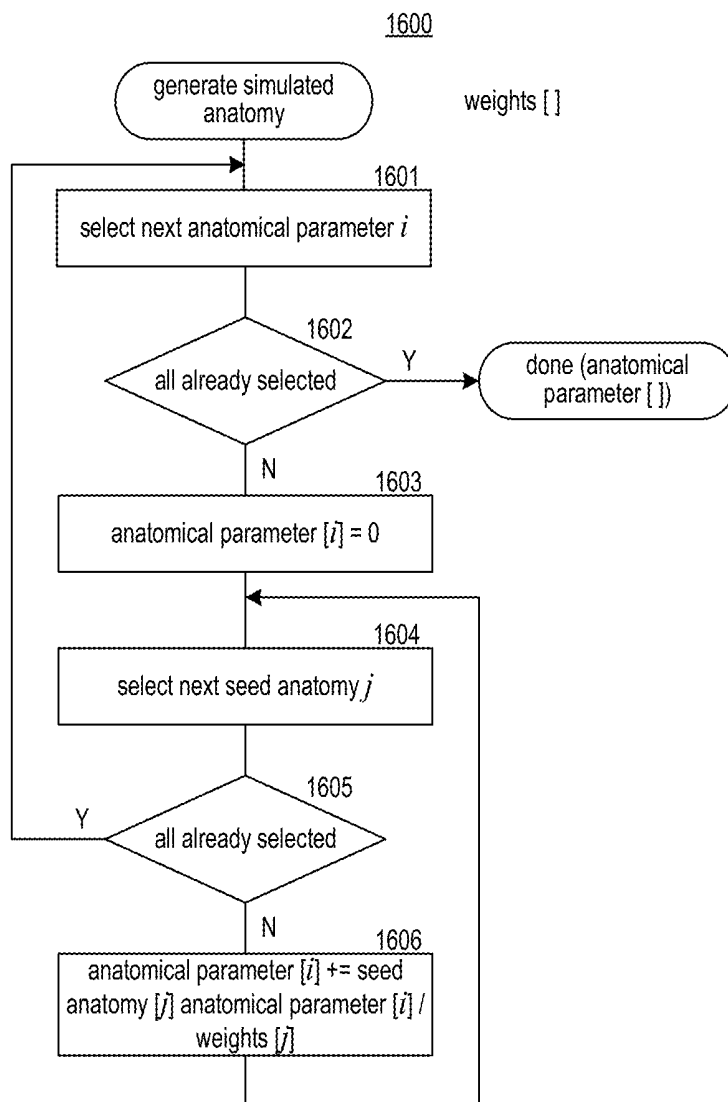 1600
generate simulated
anatomy
weights [ ]
1601
select next anatomical parameter i
1602
all already selected
Y
done (anatomical
parameter [ ])
N
1603
anatomical parameter [i] = 0
1604
select next seed anatomy j
1605
Y
all already selected
N
1606
anatomical parameter [i] += seed
anatomy [j] anatomical parameter [i] /
weights [j]